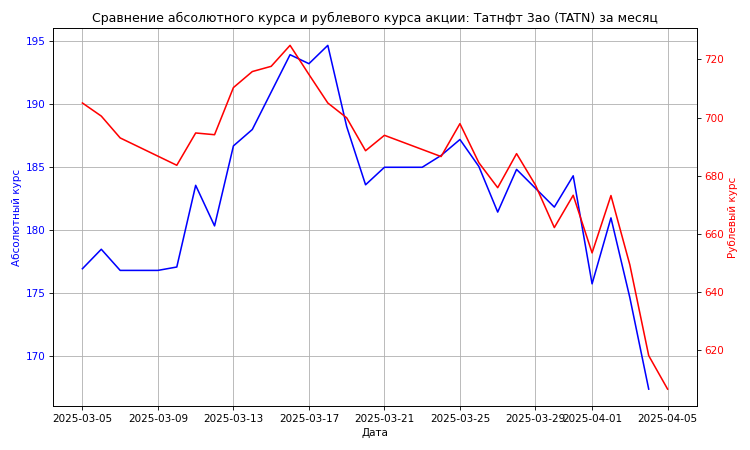 Сравнение абсолютного курса и рублевого курса акции: Татнфт 3ао (TATN) за месяц
195
190
185
180
175
170
Абсолютный курс
720
700
680
660
640
620
Рублевый курс
2025-03-05 2025-03-09 2025-03-13 2025-03-17 2025-03-21 2025-03-25 2025-03-29 2025-04-01 2025-04-05
Дата